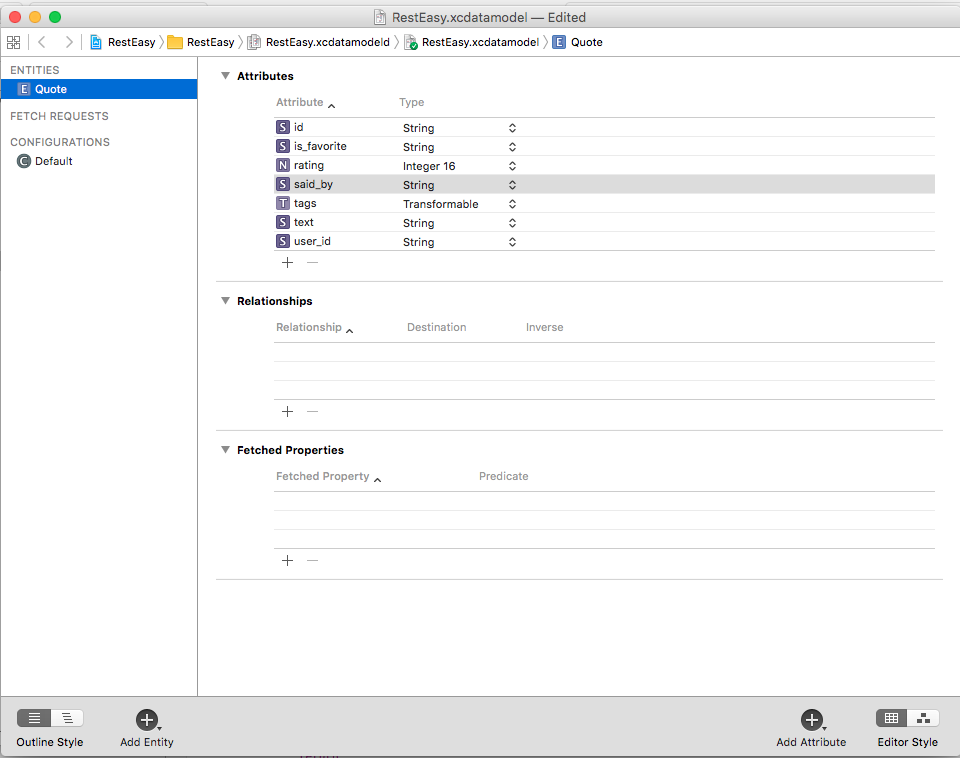 RestEasy.xcdatamodel — Edited
RestEasy RestEasy RestEasy.xcdatamodeld RestEasy.xcdatamodel E Quote
ENTITIES
E Quote
FETCH REQUESTS
CONFIGURATIONS
C Default
Attributes
Attribute Type
S id String
S is_favorite String
N rating Integer 16
S said_by String
T tags Transformable
S text String
S user_id String
Relationships
Relationship Destination Inverse
Fetched Properties
Fetched Property Predicate
Outline Style Add Entity Add Attribute Editor Style